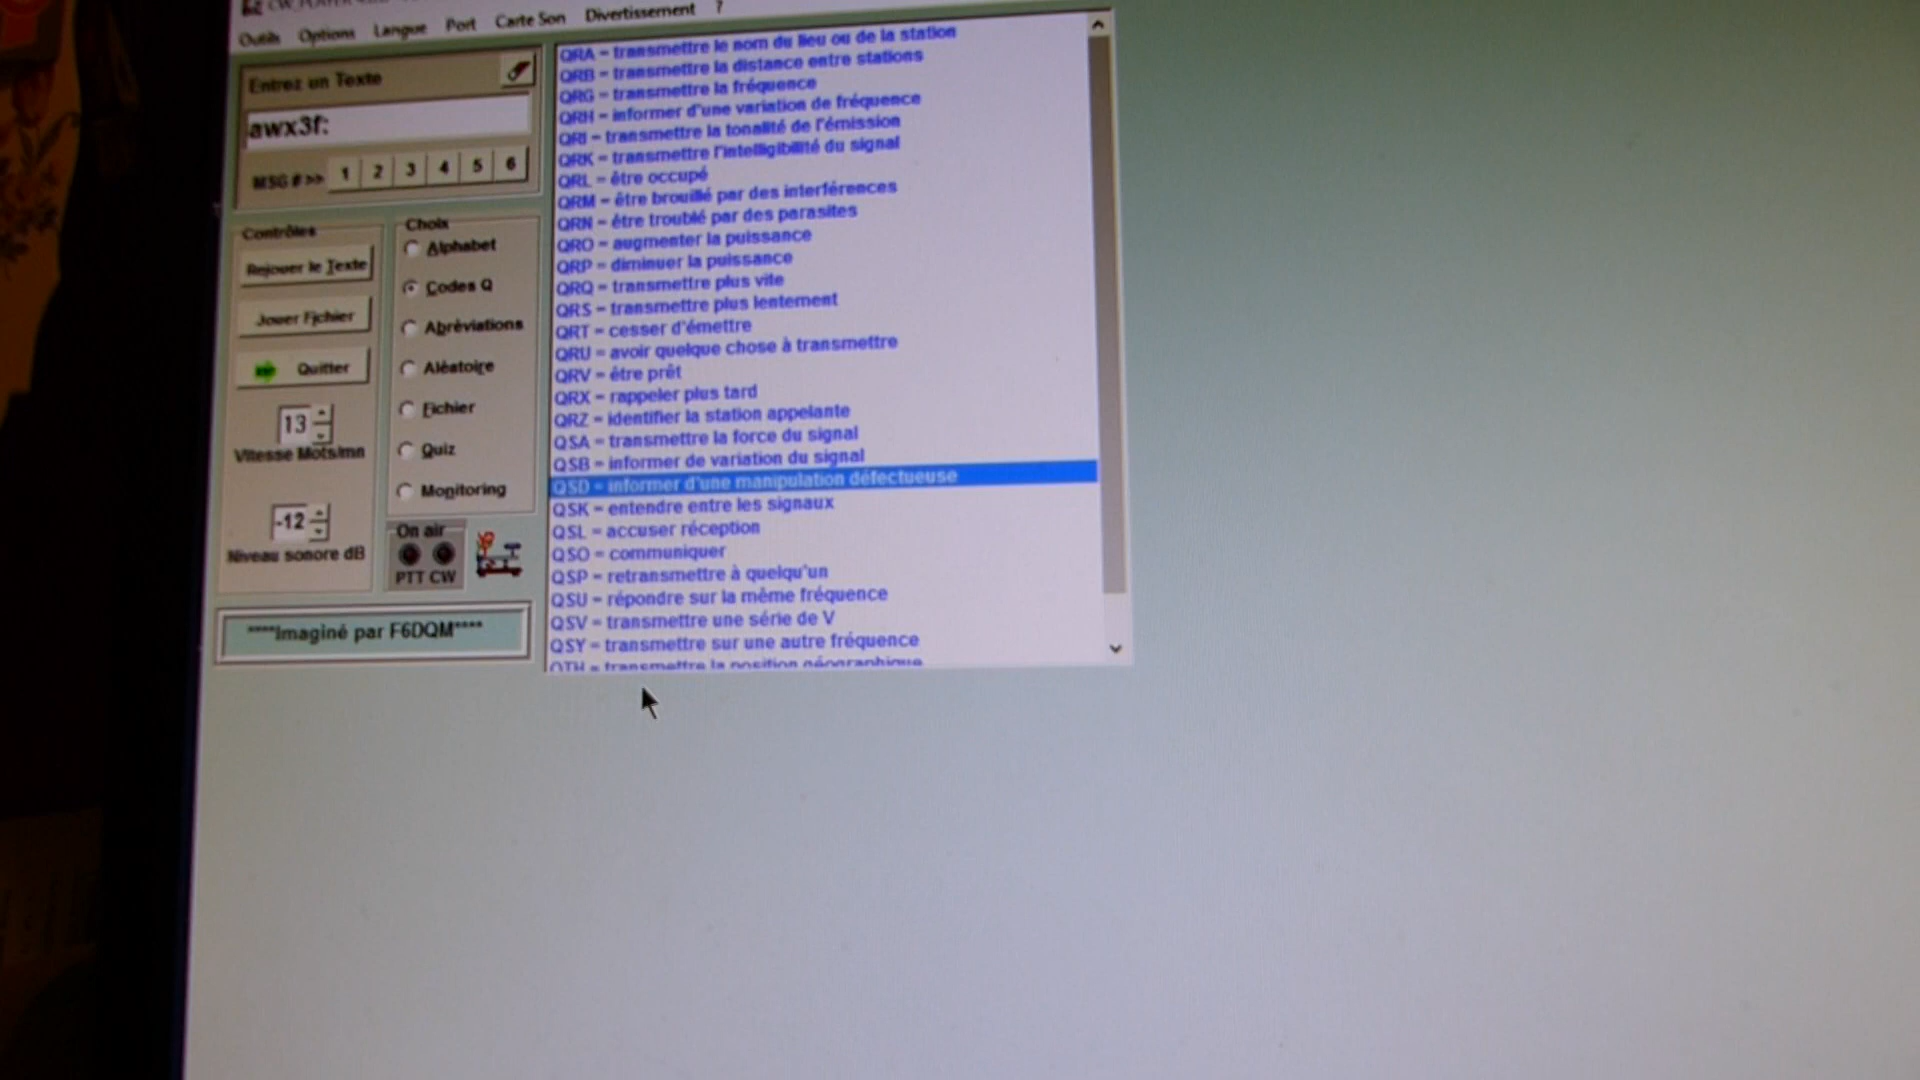 CW PLAYER
Outils Options Langue Port Carte Son Divertissement ?
Entrez un Texte
awx3f:
MSG # >> 1 2 3 4 5 6
Contrôles
Rejouer le Texte
Jouer Fichier
Quitter
13
Vitesse Mots/mn
-12
Niveau sonore dB
Choix
Alphabet
Codes Q
Abréviations
Aléatoire
Fichier
Quiz
Monitoring
On air
PTT CW
****Imaginé par F6DQM****
QRA = transmettre le nom du lieu ou de la station
QRB = transmettre la distance entre stations
QRG = transmettre la fréquence
QRH = informer d'une variation de fréquence
QRI = transmettre la tonalité de l'émission
QRK = transmettre l'intelligibilité du signal
QRL = être occupé
QRM = être brouillé par des interférences
QRN = être troublé par des parasites
QRO = augmenter la puissance
QRP = diminuer la puissance
QRQ = transmettre plus vite
QRS = transmettre plus lentement
QRT = cesser d'émettre
QRU = avoir quelque chose à transmettre
QRV = être prêt
QRX = rappeler plus tard
QRZ = identifier la station appelante
QSA = transmettre la force du signal
QSB = informer de variation du signal
QSD = informer d'une manipulation défectueuse
QSK = entendre entre les signaux
QSL = accuser réception
QSO = communiquer
QSP = retransmettre à quelqu'un
QSU = répondre sur la même fréquence
QSV = transmettre une série de V
QSY = transmettre sur une autre fréquence
QTH = transmettre la position géographique